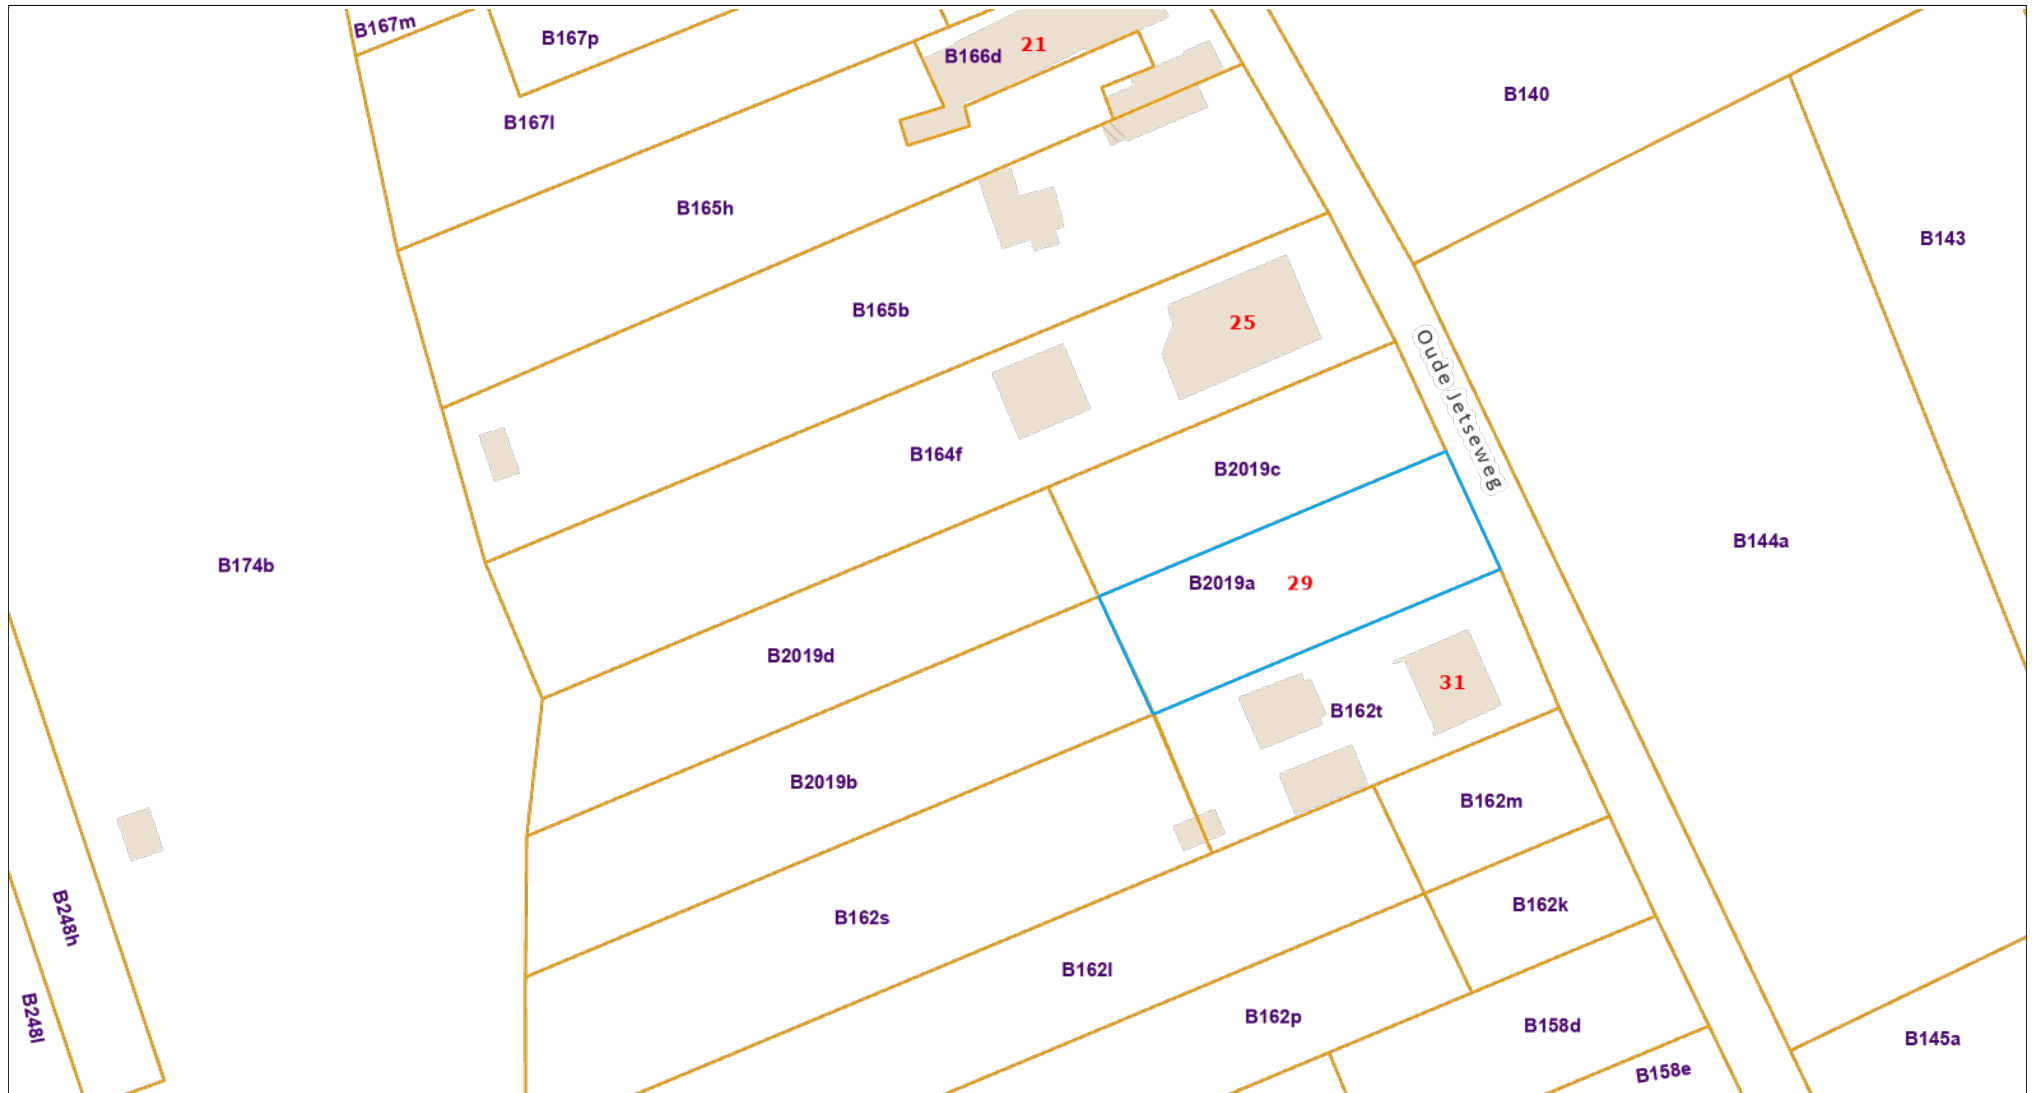 B167m
B167p
B166d
21
B140
B167l
B165h
B143
B165b
25
Oude Jetseweg
B164f
B2019c
B144a
B174b
B2019a
29
B2019d
31
B162t
B2019b
B162m
B248h
B162s
B162k
B162l
B248l
B162p
B158d
B145a
B158e